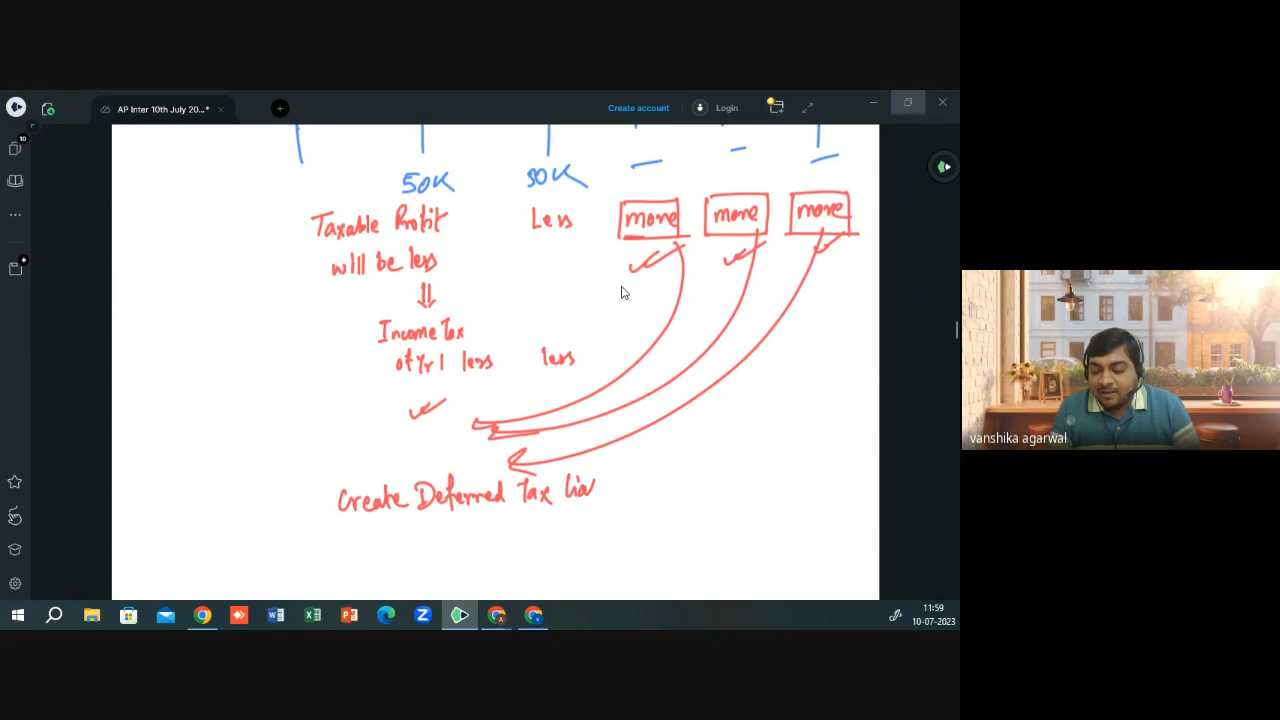 AP Inter 10th July 20...*
Create account
Login
10
50K 50K
Taxable Profit Less more more more
will be less
Income Tax
of Yr 1 less less
Create Deferred Tax Lia
vanshika agarwal
11:59
10-07-2023